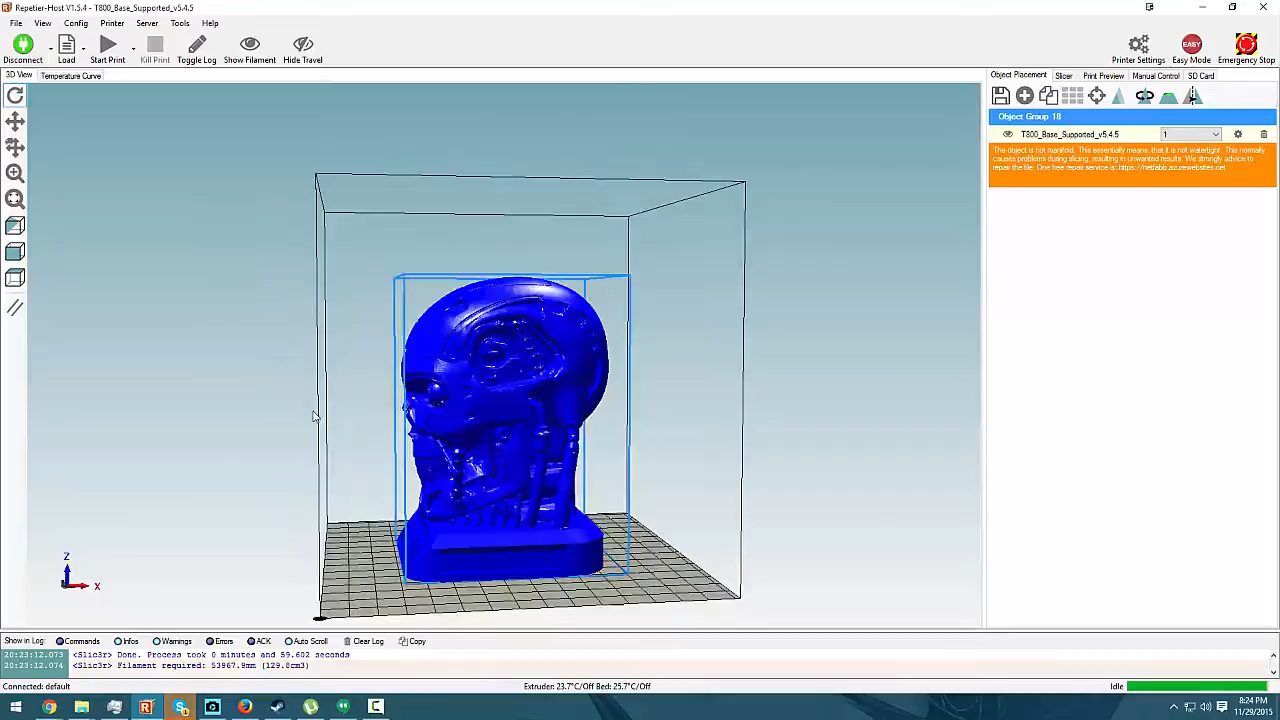 Repetier-Host V1.5.4 - T800_Base_Supported_v5.4.5
File View Config Printer Server Tools Help
Disconnect Load Start Print Kill Print Toggle Log Show Filament Hide Travel Printer Settings Easy Mode Emergency Stop
EASY
3D View Temperature Curve Object Placement Slicer Print Preview Manual Control SD Card
Object Group 18
T800_Base_Supported_v5.4.5 1
The object is not manifold. This essentially means, that it is not watertight. This normally
causes problems during slicing, resulting in unwanted results. We strongly advice to
repair the file. One free repair service is: https://netfabb.azurewebsites.net
Z
X
Show in Log: Commands Infos Warnings Errors ACK Auto Scroll Clear Log Copy
20:23:12.073 <Slic3r> Done. Process took 0 minutes and 59.602 seconds
20:23:12.074 <Slic3r> Filament required: 53967.9mm (129.8cm3)
Connected: default Extruder: 23.7°C/Off Bed: 25.7°C/Off Idle
8:24 PM
11/29/2015